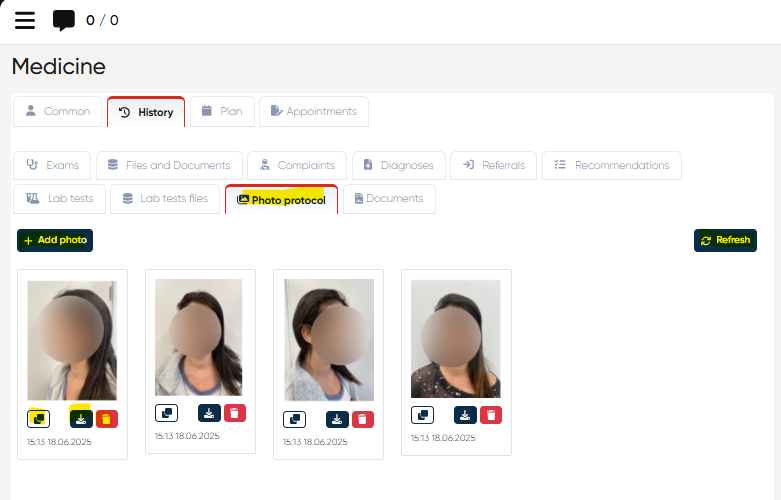 0 / 0
Medicine
Common History Plan Appointments
Exams Files and Documents Complaints Diagnoses Referrals Recommendations
Lab tests Lab tests files Photo protocol Documents
+ Add photo Refresh
15:13 18.06.2025 15:13 18.06.2025 15:13 18.06.2025 15:13 18.06.2025